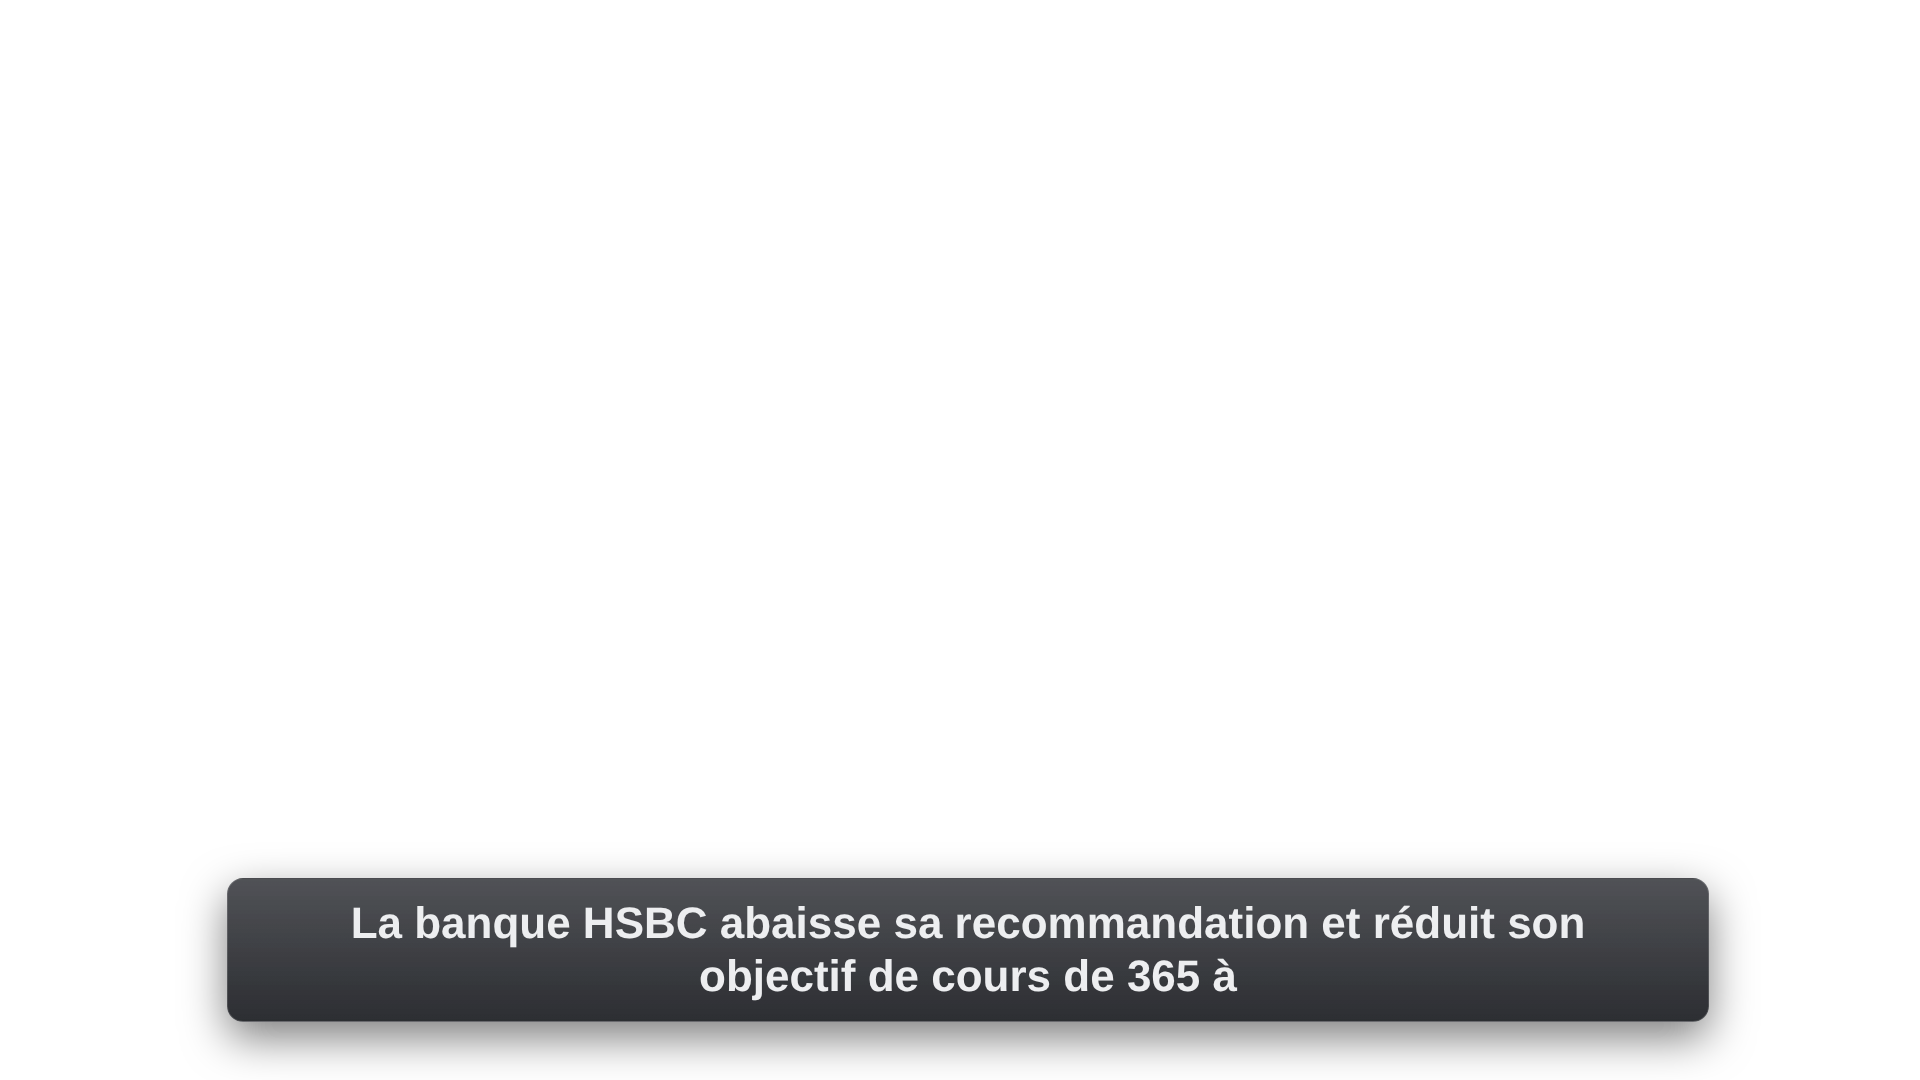 La banque HSBC abaisse sa recommandation et réduit son
objectif de cours de 365 à